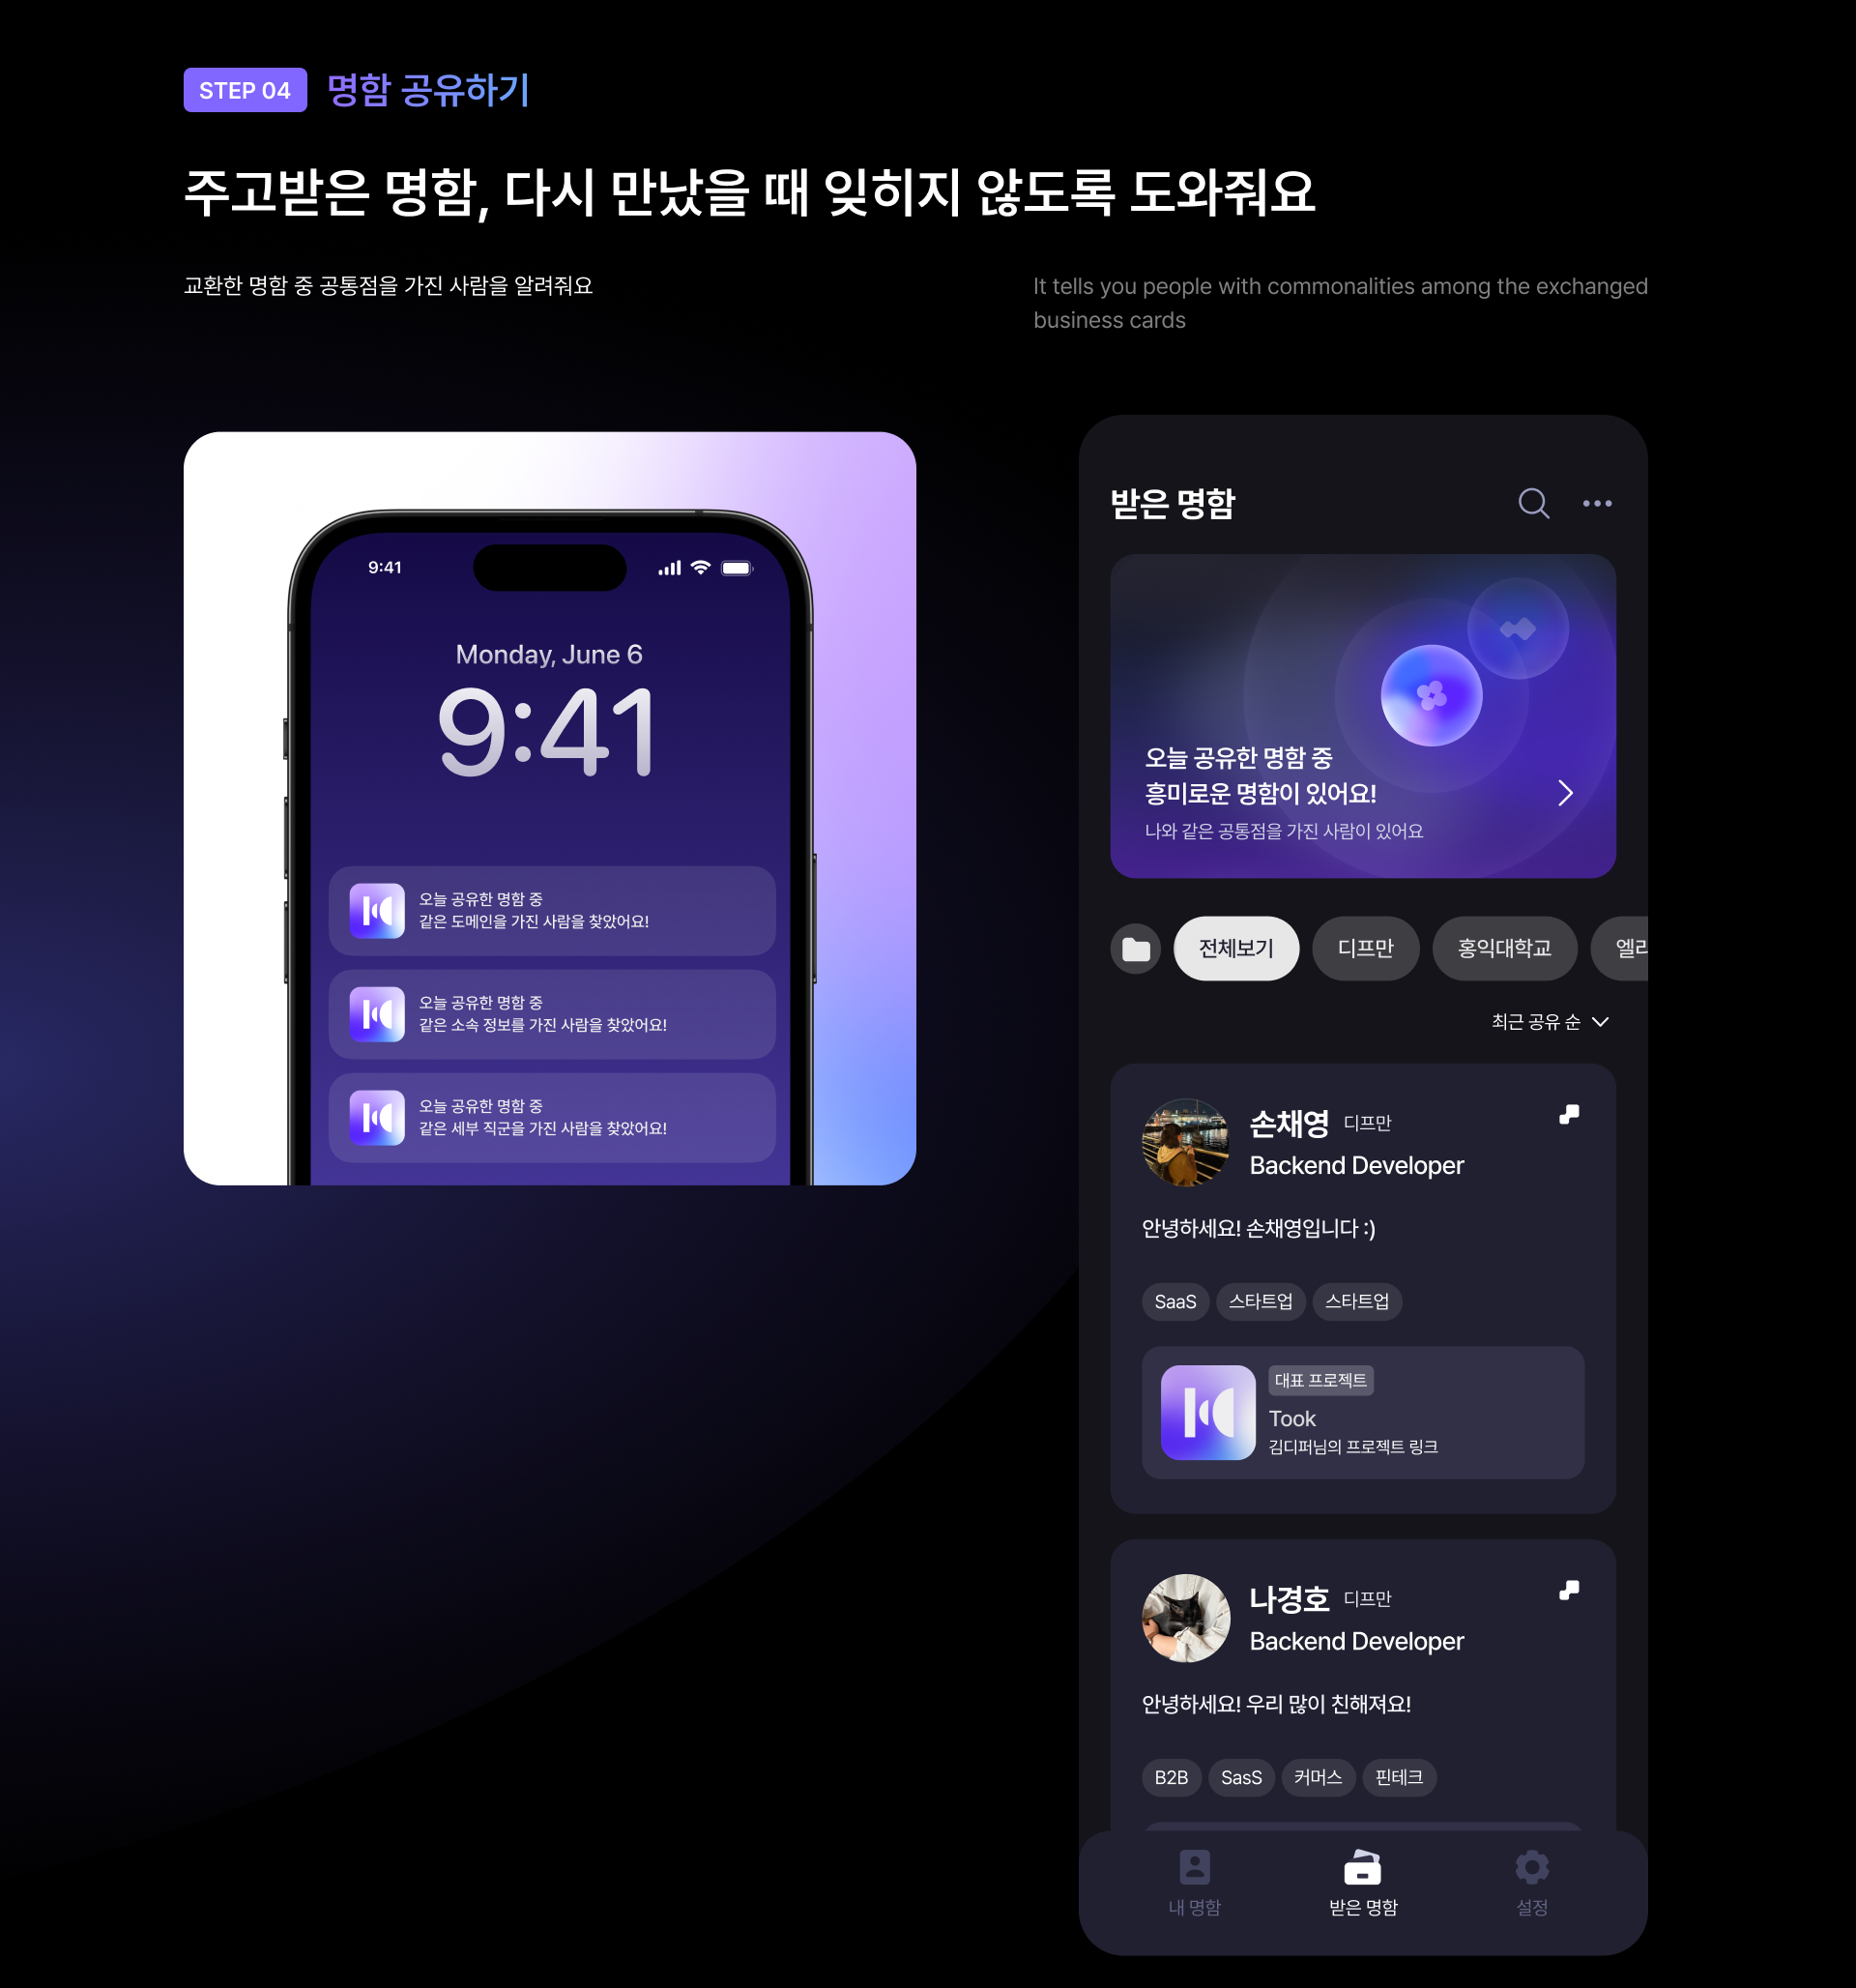 STEP 04 명함 공유하기
주고받은 명함, 다시 만났을 때 잊히지 않도록 도와줘요
교환한 명함 중 공통점을 가진 사람을 알려줘요
It tells you people with commonalities among the exchanged
business cards
9:41
Monday, June 6
9:41
오늘 공유한 명함 중
같은 도메인을 가진 사람을 찾았어요!
오늘 공유한 명함 중
같은 소속 정보를 가진 사람을 찾았어요!
오늘 공유한 명함 중
같은 세부 직군을 가진 사람을 찾았어요!
받은 명함
오늘 공유한 명함 중
흥미로운 명함이 있어요!
나와 같은 공통점을 가진 사람이 있어요
전체보기 디프만 홍익대학교 엘리
최근 공유 순
손채영 디프만
Backend Developer
안녕하세요! 손채영입니다 :)
SaaS 스타트업 스타트업
대표 프로젝트
Took
김디퍼님의 프로젝트 링크
나경호 디프만
Backend Developer
안녕하세요! 우리 많이 친해져요!
B2B SasS 커머스 핀테크
내 명함 받은 명함 설정